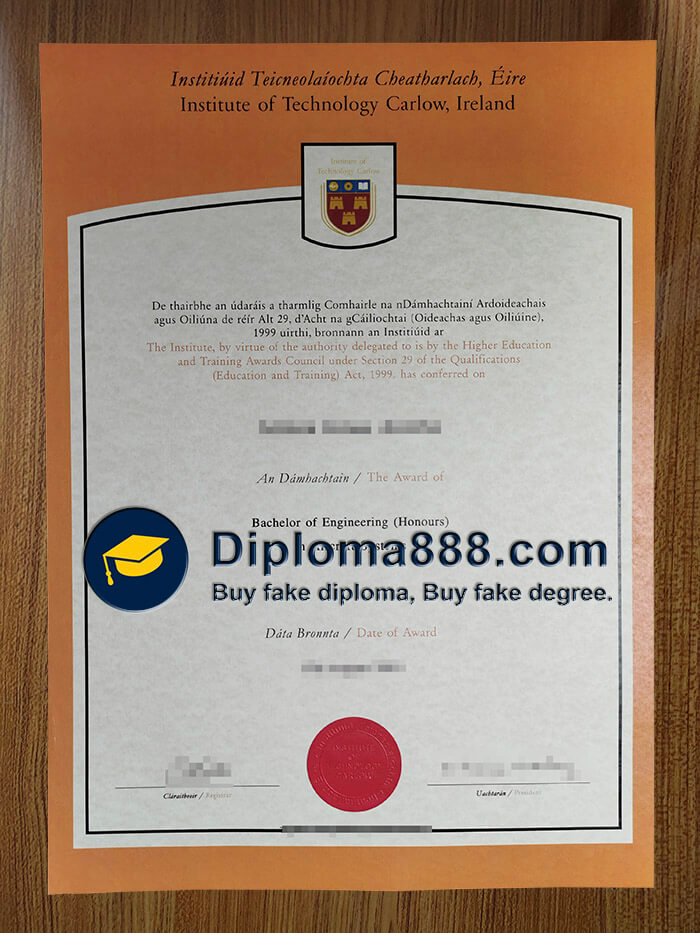 Institiúid Teicneolaíochta Cheatharlach, Éire
Institute of Technology Carlow, Ireland
Institute of
Technology Carlow
De thairbhe an údaráis a tharmlig Comhairle na nDámhachtainí Ardoideachais
agus Oiliúna de réir Alt 29, d'Acht na gCáiliochtai (Oideachas agus Oiliúine),
1999 uirthi, bronnann an Institiúid ar
The Institute, by virtue of the authority delegated to is by the Higher Education
and Training Awards Council under Section 29 of the Qualifications
(Education and Training) Act, 1999. has conferred on
An Dámhachtain / The Award of
Bachelor of Engineering (Honours)
Diploma888.com
Buy fake diploma, Buy fake degree.
Dáta Bronnta / Date of Award
INSTITUTE
OF
TECHNOLOGY
CARLOW
Cláraitheoir / Registrar
Uachtarán / President